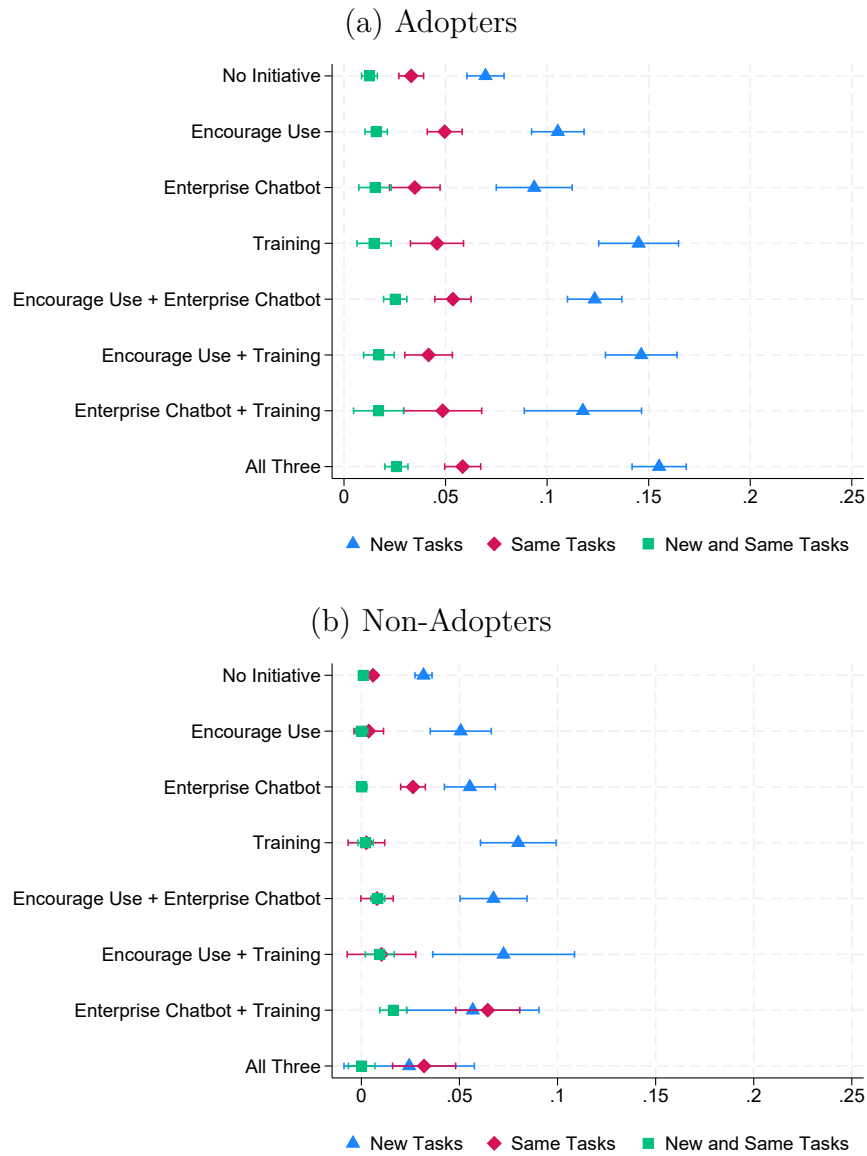 (a) Adopters
No Initiative
Encourage Use
Enterprise Chatbot
Training
Encourage Use + Enterprise Chatbot
Encourage Use + Training
Enterprise Chatbot + Training
All Three
0 .05 .1 .15 .2 .25
New Tasks Same Tasks New and Same Tasks
(b) Non-Adopters
No Initiative
Encourage Use
Enterprise Chatbot
Training
Encourage Use + Enterprise Chatbot
Encourage Use + Training
Enterprise Chatbot + Training
All Three
0 .05 .1 .15 .2 .25
New Tasks Same Tasks New and Same Tasks